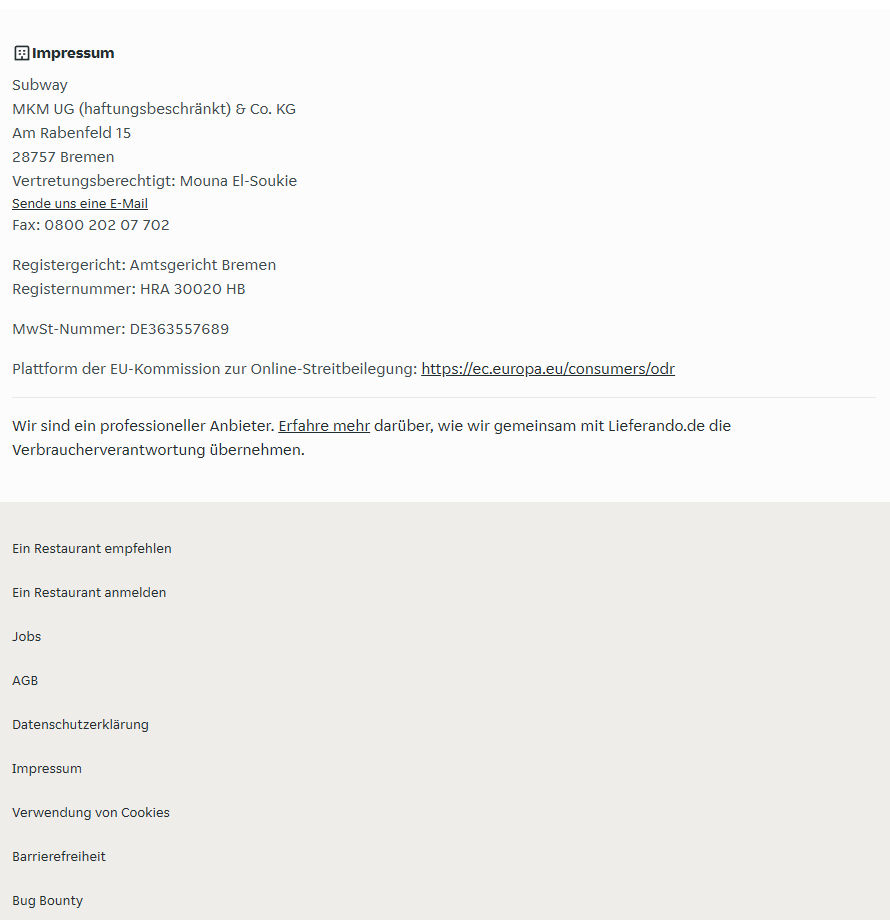 Impressum
Subway
MKM UG (haftungsbeschränkt) & Co. KG
Am Rabenfeld 15
28757 Bremen
Vertretungsberechtigt: Mouna El-Soukie
Sende uns eine E-Mail
Fax: 0800 202 07 702
Registergericht: Amtsgericht Bremen
Registernummer: HRA 30020 HB
MwSt-Nummer: DE363557689
Plattform der EU-Kommission zur Online-Streitbeilegung: https://ec.europa.eu/consumers/odr
Wir sind ein professioneller Anbieter. Erfahre mehr darüber, wie wir gemeinsam mit Lieferando.de die
Verbraucherverantwortung übernehmen.
Ein Restaurant empfehlen
Ein Restaurant anmelden
Jobs
AGB
Datenschutzerklärung
Impressum
Verwendung von Cookies
Barrierefreiheit
Bug Bounty